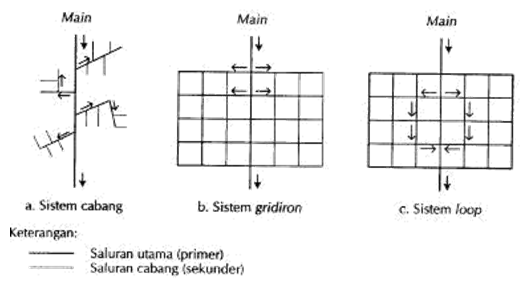 Main
Main
Main
a. Sistem cabang
b. Sistem gridiron
c. Sistem loop
Keterangan:
Saluran utama (primer)
Saluran cabang (sekunder)